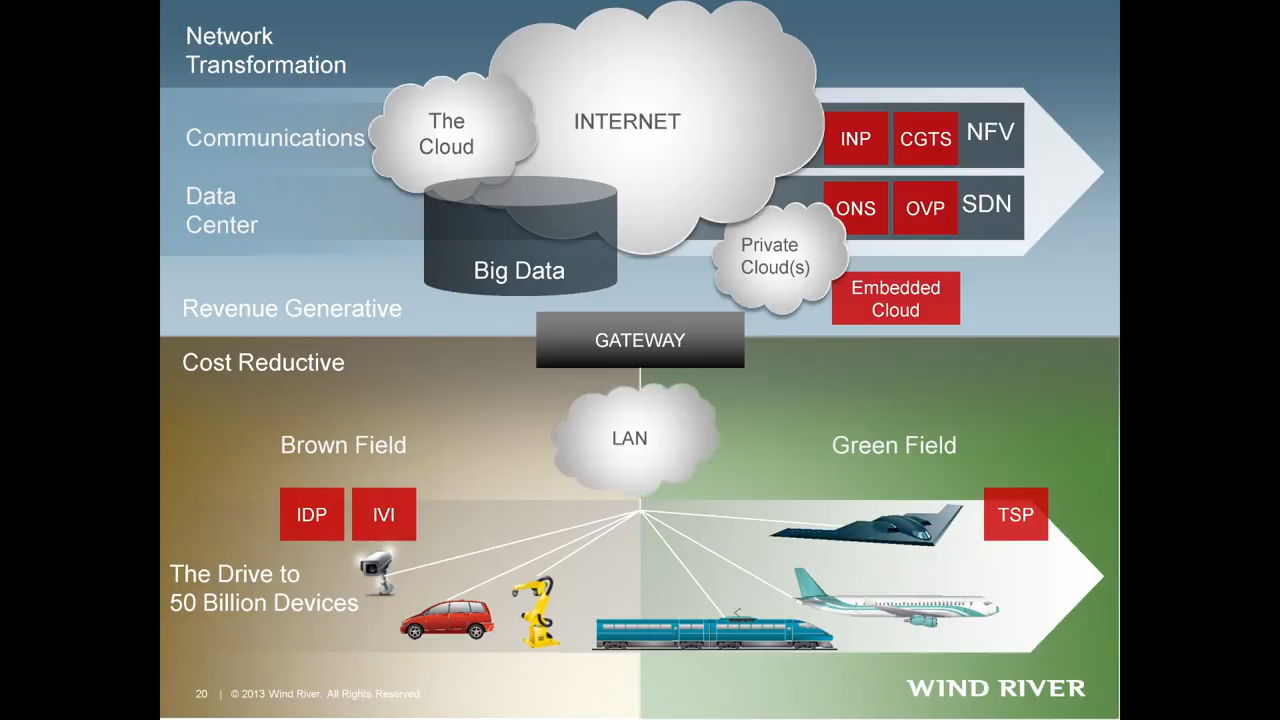 Network
Transformation
Communications
The
Cloud
INTERNET
INP
CGTS
NFV
Data
Center
ONS
OVP
SDN
Private
Cloud(s)
Big Data
Embedded
Cloud
Revenue Generative
GATEWAY
Cost Reductive
LAN
Brown Field
Green Field
IDP
IVI
TSP
The Drive to
50 Billion Devices
20 | © 2013 Wind River. All Rights Reserved.
WIND RIVER